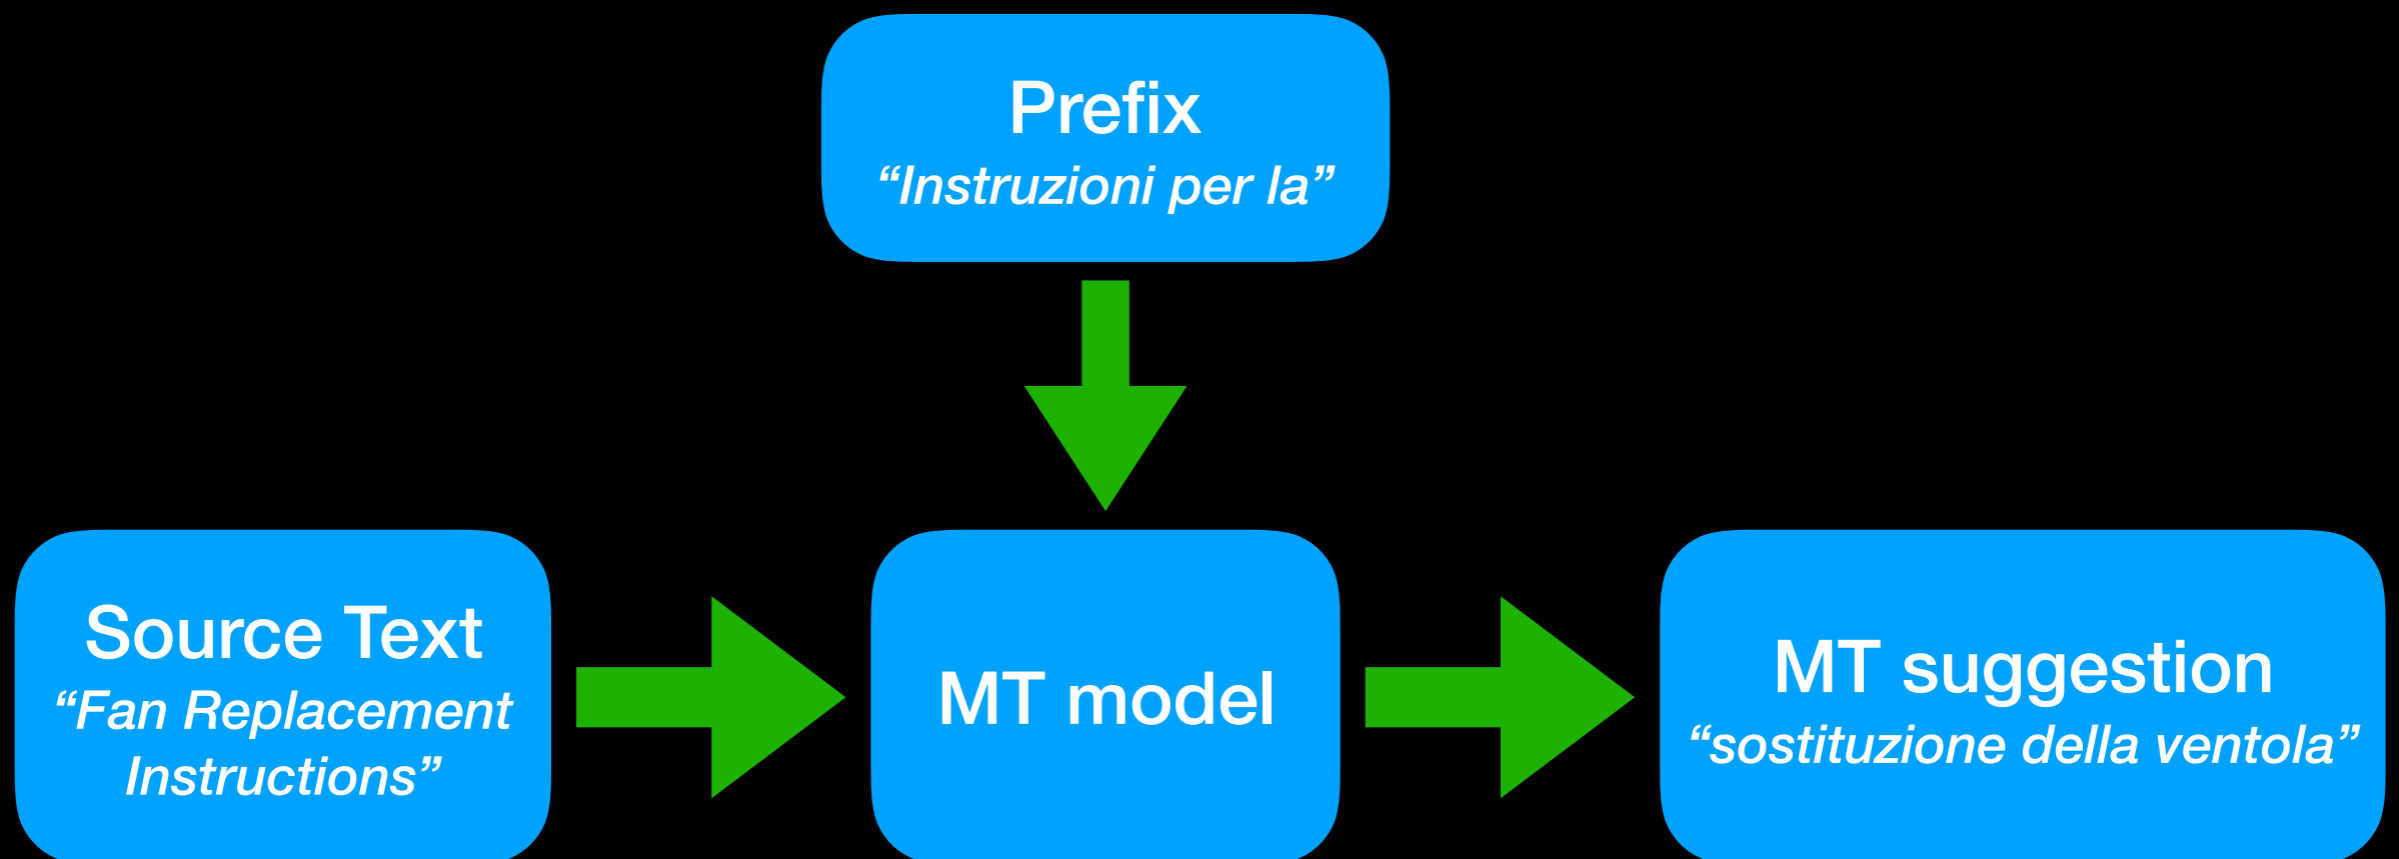 Prefix
“Instruzioni per la”
Source Text
“Fan Replacement
Instructions”
MT model
MT suggestion
“sostituzione della ventola”